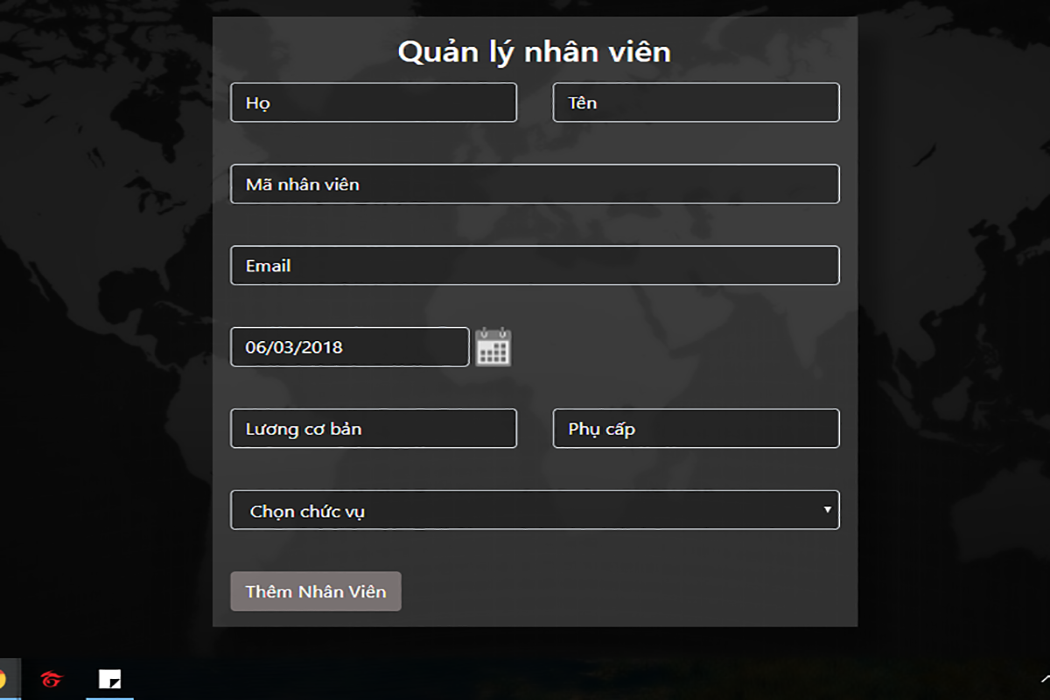 Quản lý nhân viên
Họ Tên
Mã nhân viên
Email
06/03/2018
Lương cơ bản Phụ cấp
Chọn chức vụ
Thêm Nhân Viên